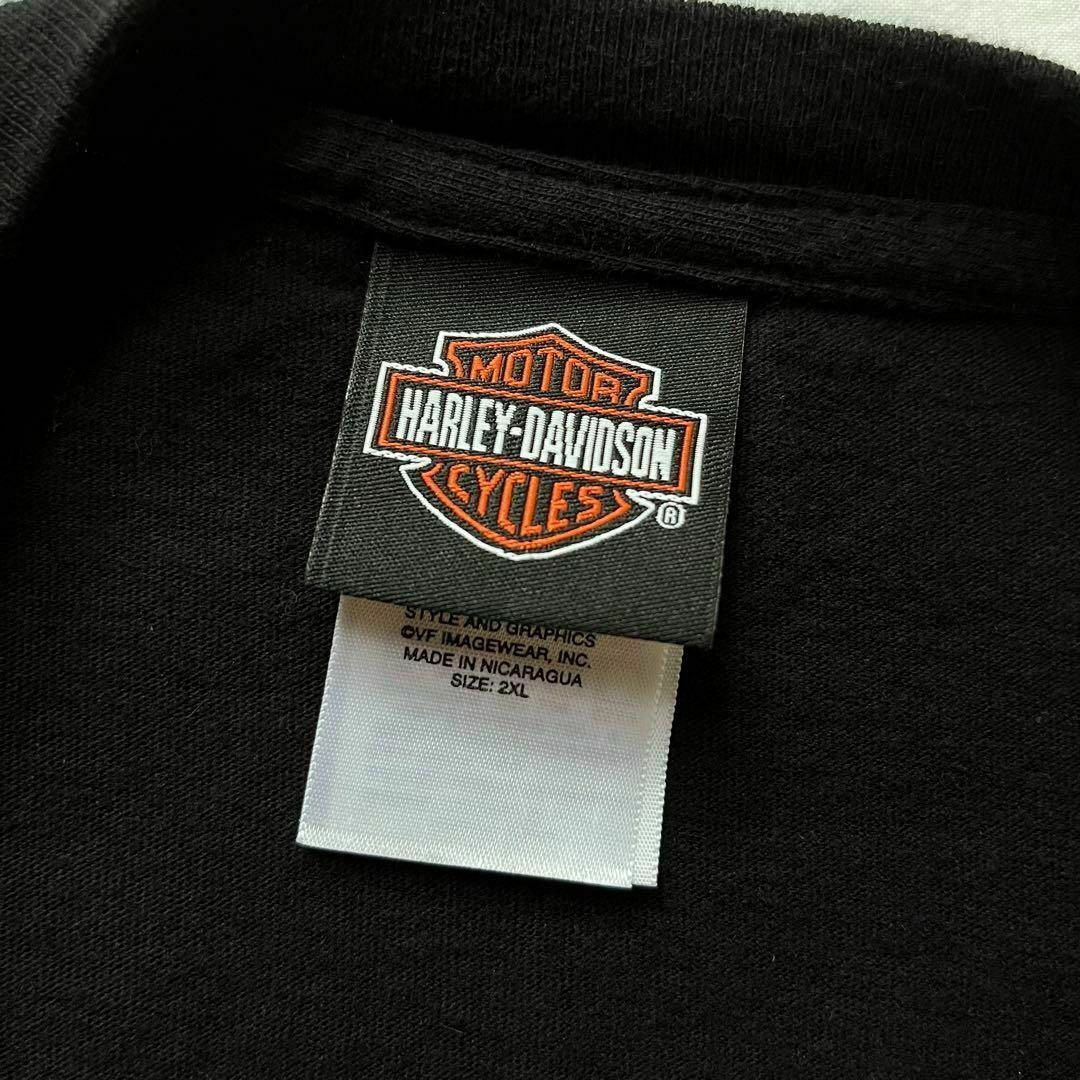 MOTOR
HARLEY-DAVIDSON
CYCLES
®
STYLE AND GRAPHICS
©VF IMAGEWEAR, INC.
MADE IN NICARAGUA
SIZE: 2XL